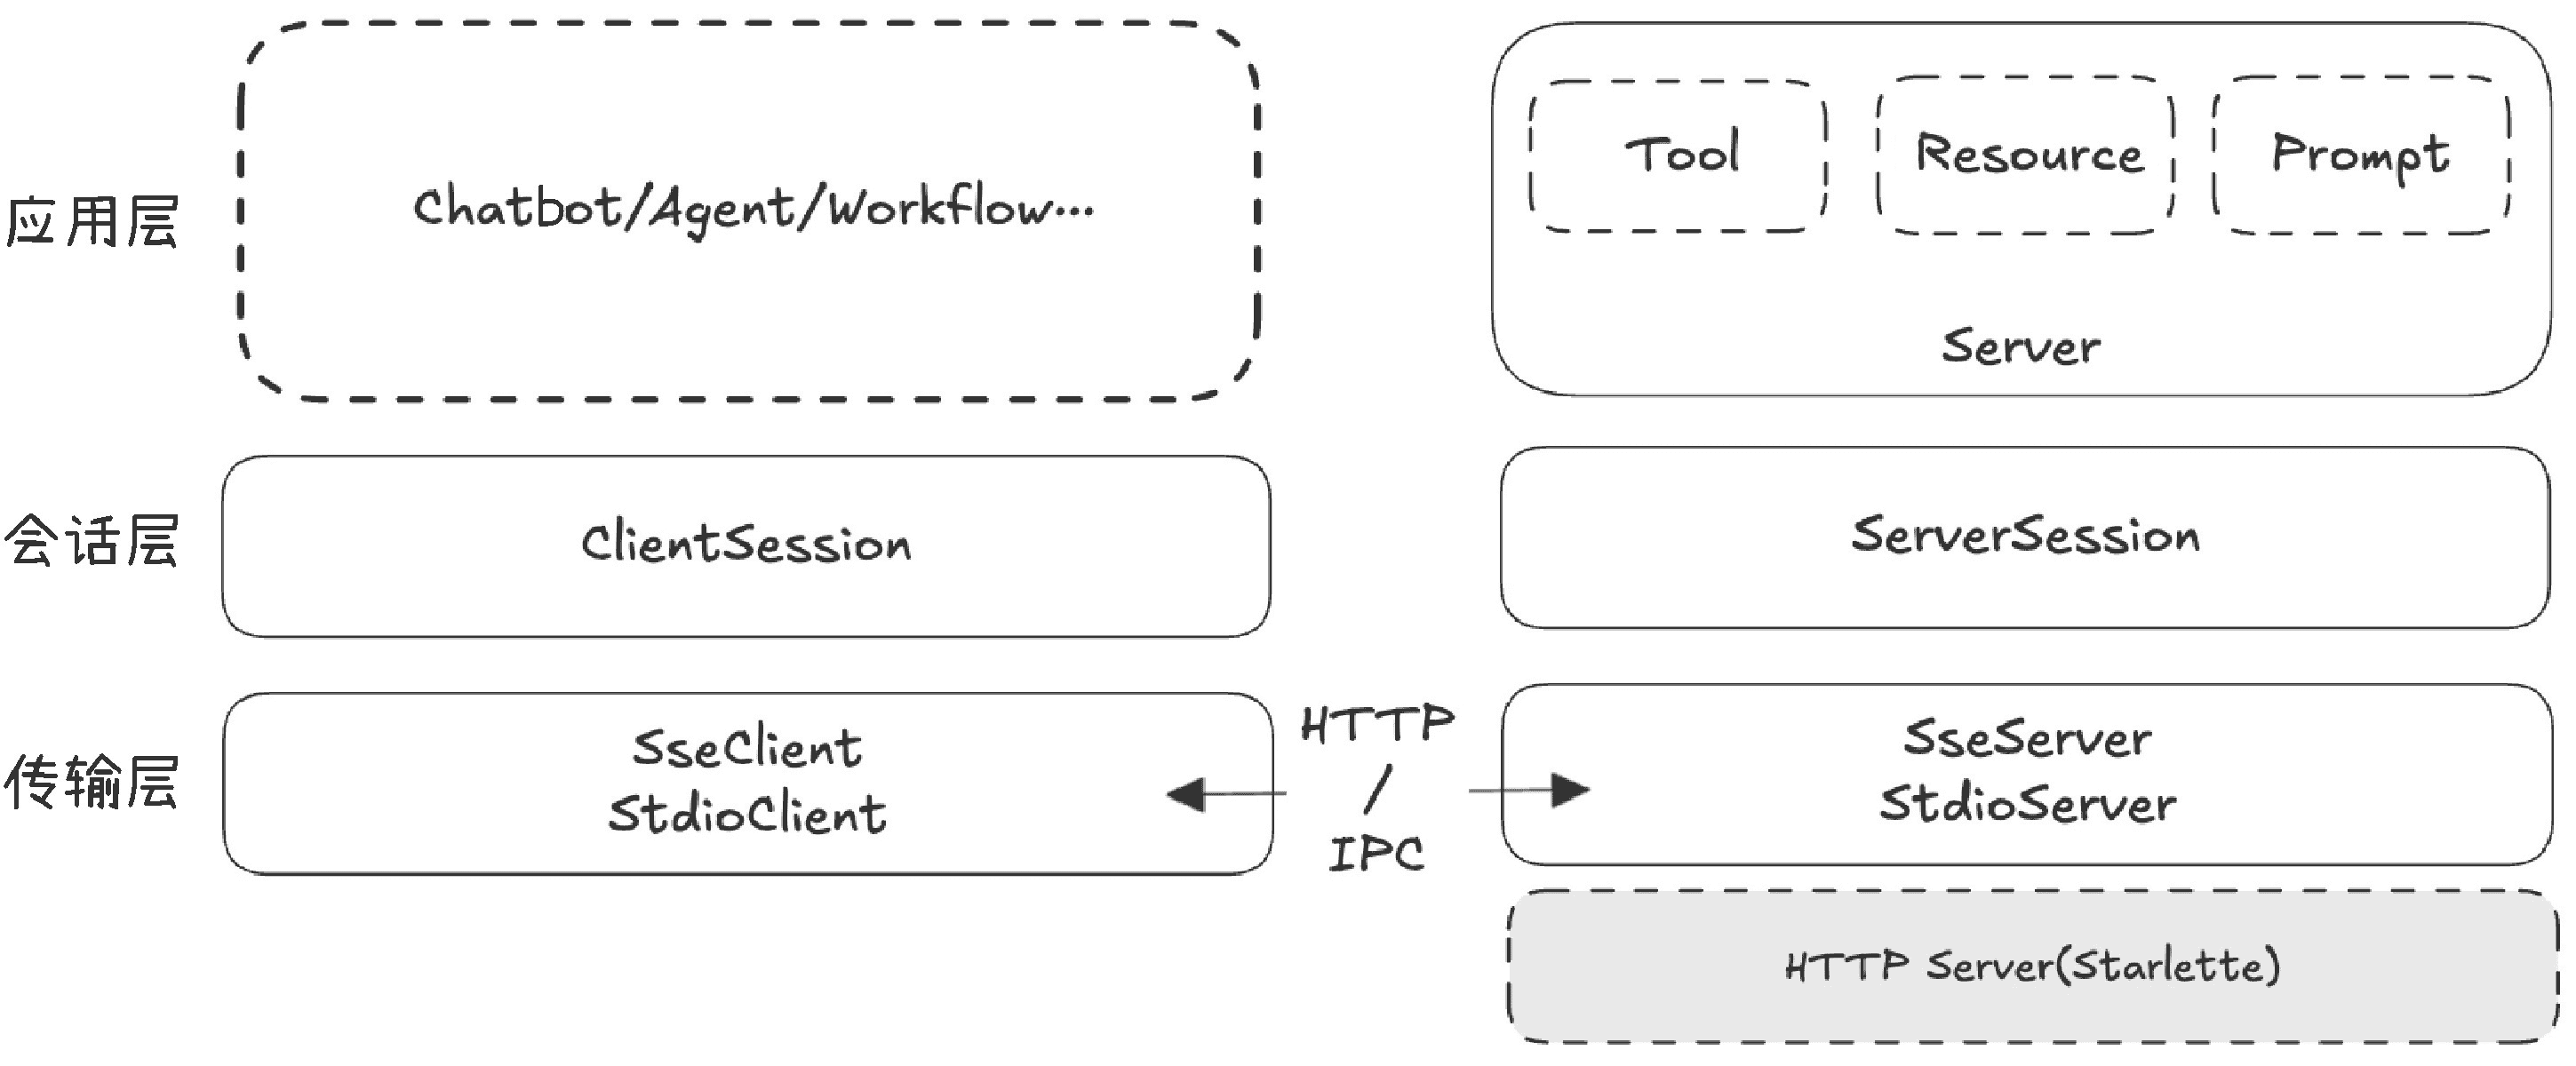 应用层
Chatbot/Agent/Workflow…
Tool
Resource
Prompt
Server
会话层
ClientSession
ServerSession
传输层
SseClient
StdioClient
HTTP
/
IPC
SseServer
StdioServer
HTTP Server(Starlette)